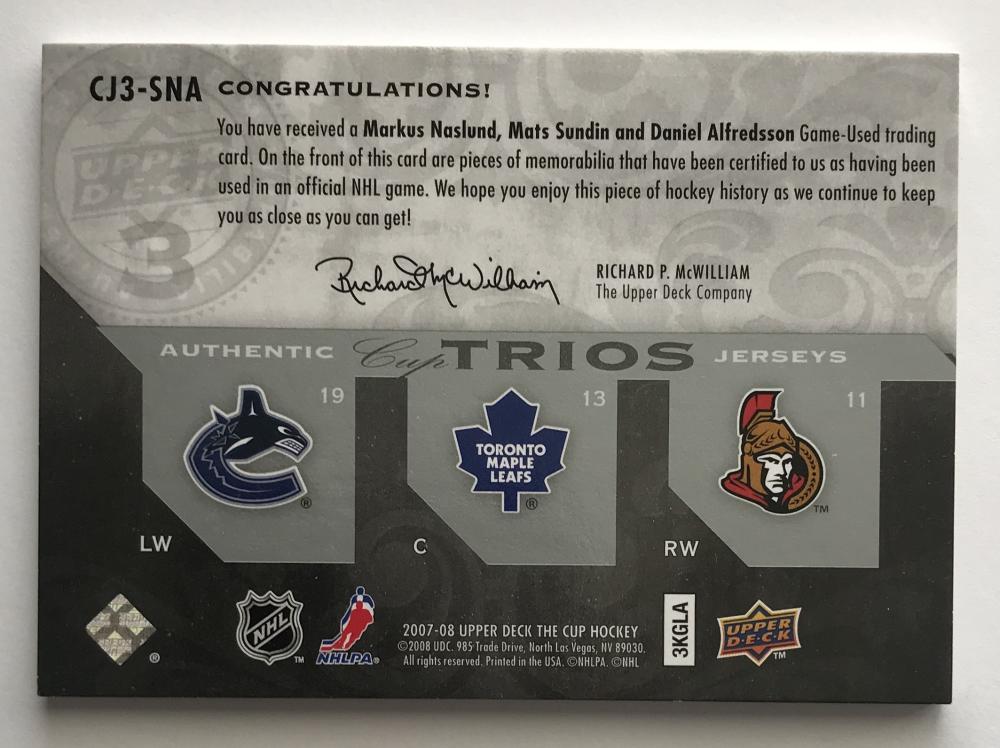 CJ3-SNA CONGRATULATIONS!
You have received a Markus Naslund, Mats Sundin and Daniel Alfredsson Game-Used trading
card. On the front of this card are pieces of memorabilia that have been certified to us as having been
used in an official NHL game. We hope you enjoy this piece of hockey history as we continue to keep
you as close as you can get!
UPPER
DECK
3
Richard McWilliam
RICHARD P. McWILLIAM
The Upper Deck Company
AUTHENTIC Cup TRIOS JERSEYS
19
13
11
TORONTO
MAPLE
LEAFS
®
®
TM
LW
C
RW
®
NHL
TM
NHLPA®
2007-08 UPPER DECK THE CUP HOCKEY
©2008 UDC. 985 Trade Drive, North Las Vegas, NV 89030.
All rights reserved. Printed in the USA. ©NHLPA. ©NHL
3KGLA
UPPER
D·E·C·K
TM